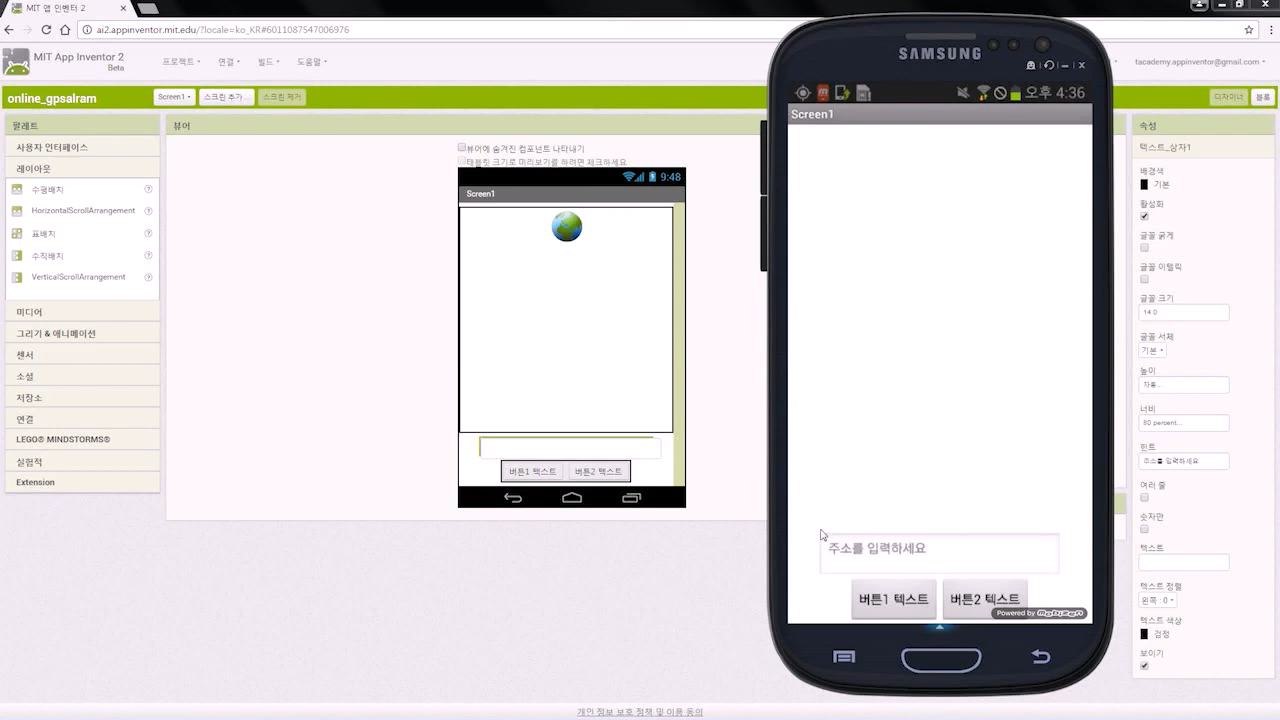 MIT 앱 인벤터 2
ai2.appinventor.mit.edu/?locale=ko_KR#6011087547006976
MIT App Inventor 2
Beta
프로젝트
연결
빌드
도움말
tacademy.appinventor@gmail.com
online_gpsalram
Screen1
스크린 추가...
스크린 제거
디자이너
블록
팔레트
사용자 인터페이스
레이아웃
수평배치
HorizontalScrollArrangement
표배치
수직배치
VerticalScrollArrangement
미디어
그리기 & 애니메이션
센서
소셜
저장소
연결
LEGO® MINDSTORMS®
실험적
Extension
뷰어
뷰어에 숨겨진 컴포넌트 나타내기
태블릿 크기로 미리보기를 하려면 체크하세요.
9:48
Screen1
버튼1 텍스트
버튼2 텍스트
SAMSUNG
오후 4:36
Screen1
주소를 입력하세요
버튼1 텍스트
버튼2 텍스트
Powered by Mobizen
속성
텍스트_상자1
배경색
기본
활성화
글꼴 굵게
글꼴 이텔릭
글꼴 크기
14.0
글꼴 서체
기본
높이
자동...
너비
80 percent...
힌트
주소를 입력하세요
여러 줄
숫자만
텍스트
텍스트 정렬
왼쪽 : 0
텍스트 색상
검정
보이기
개인 정보 보호 정책 및 이용 동의